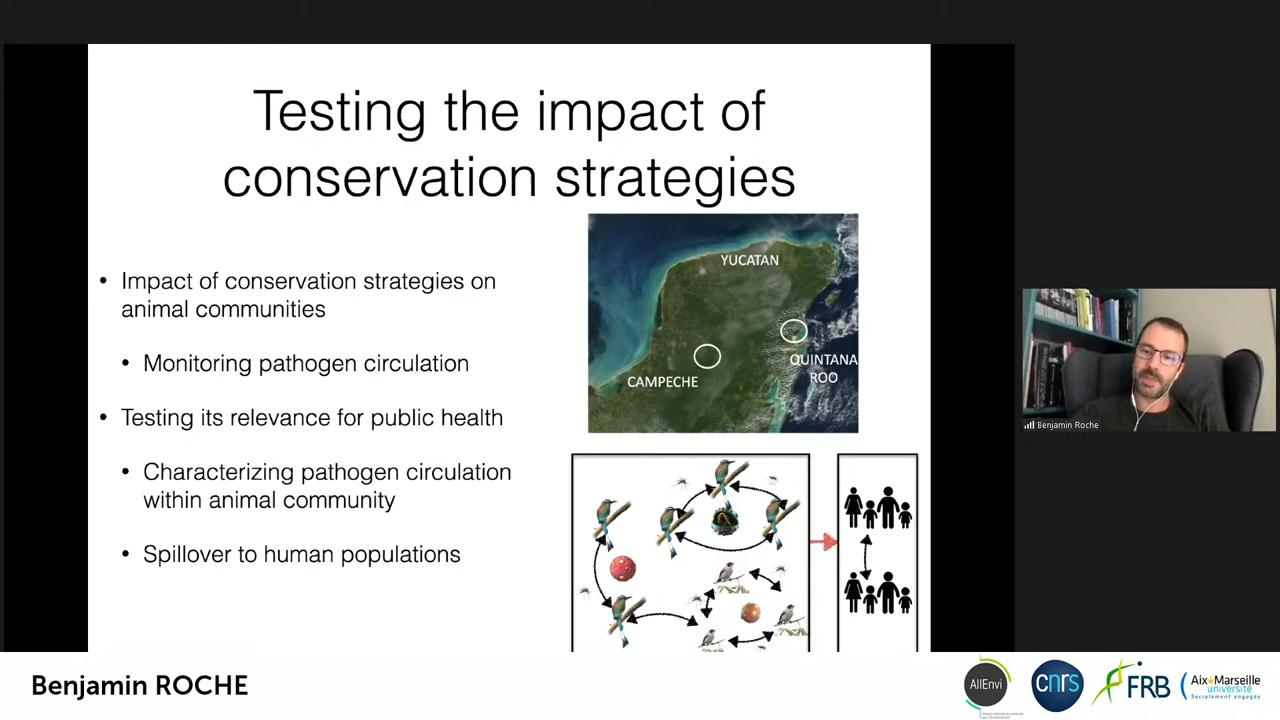 Testing the impact of
conservation strategies
• Impact of conservation strategies on
animal communities
• Monitoring pathogen circulation
• Testing its relevance for public health
• Characterizing pathogen circulation
within animal community
• Spillover to human populations
YUCATAN
QUINTANA
ROO
CAMPECHE
Benjamin Roche
Benjamin ROCHE
AllEnvi
cnrs
FRB
Aix*Marseille
université
Socialement engagée